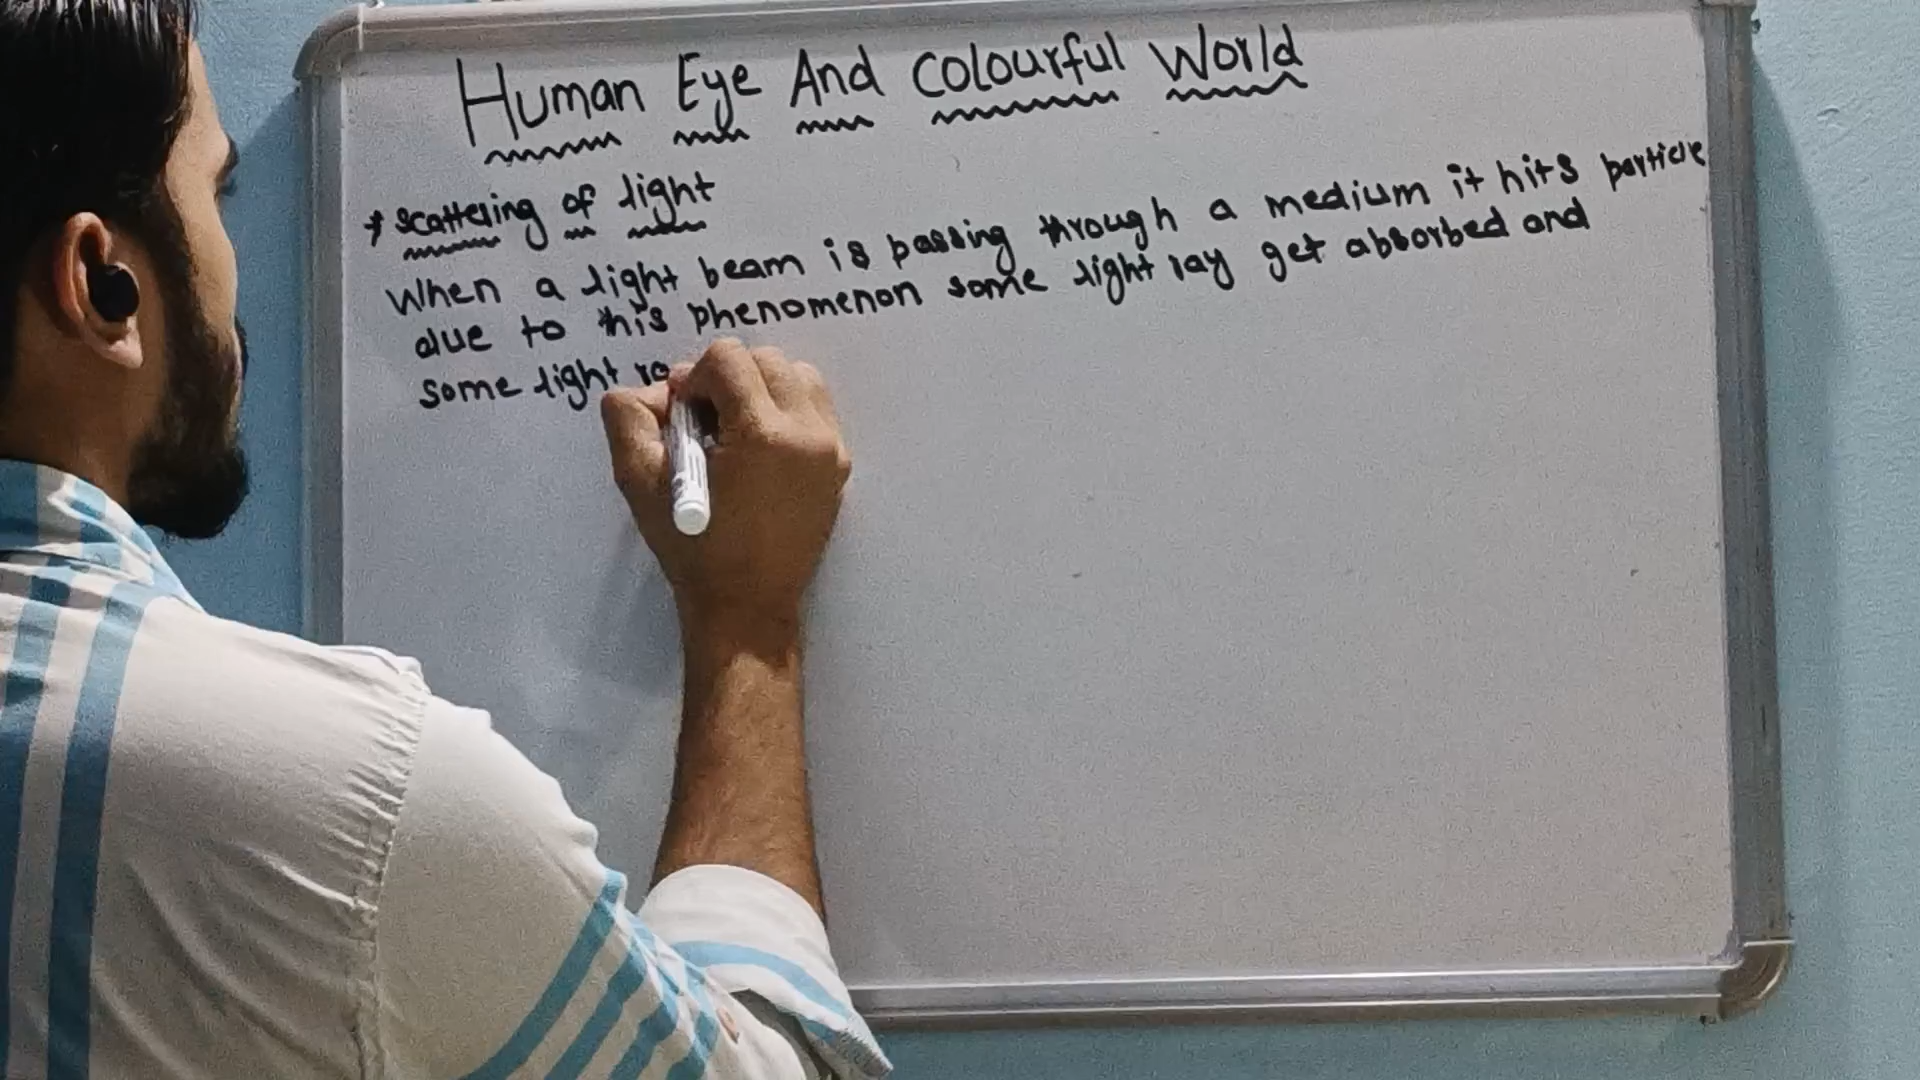 Human Eye And Colourful World
* Scattering of light
When a light beam is passing through a medium it hits particle
due to this phenomenon some light ray get absorbed and
some light